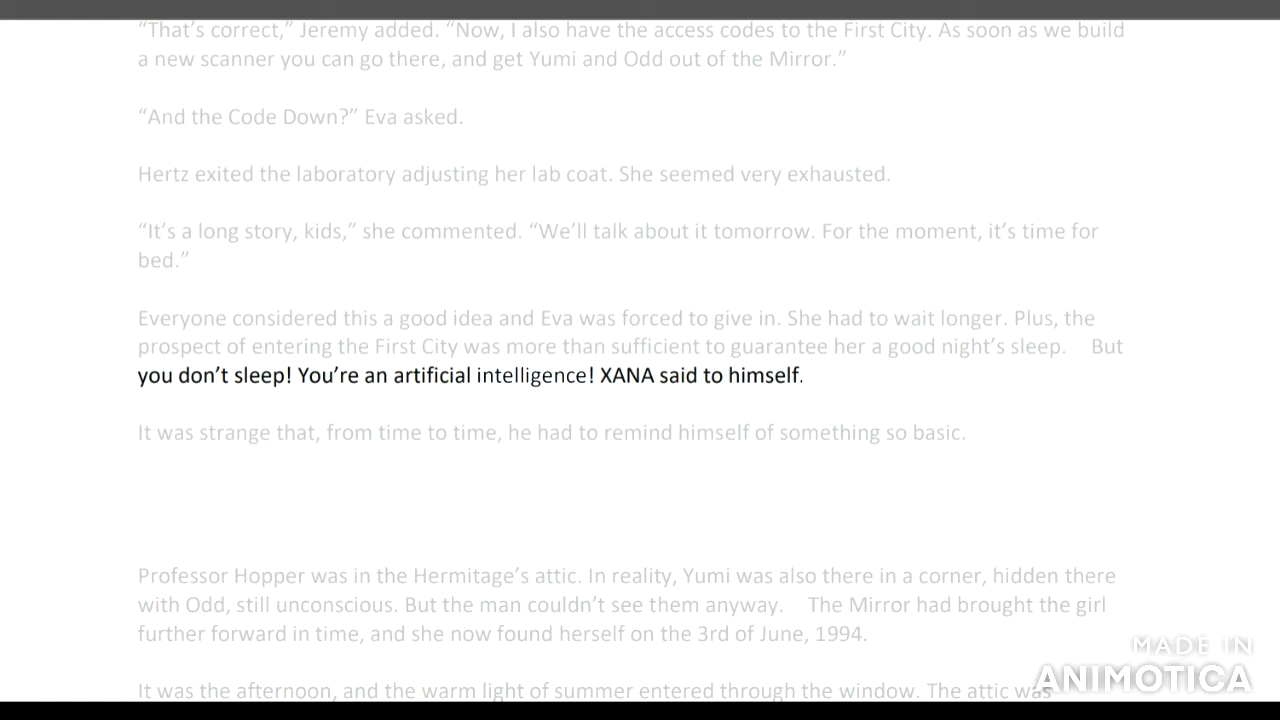 “That’s correct,” Jeremy added. “Now, I also have the access codes to the First City. As soon as we build
a new scanner you can go there, and get Yumi and Odd out of the Mirror.”
“And the Code Down?” Eva asked.
Hertz exited the laboratory adjusting her lab coat. She seemed very exhausted.
“It’s a long story, kids,” she commented. “We’ll talk about it tomorrow. For the moment, it’s time for
bed.”
Everyone considered this a good idea and Eva was forced to give in. She had to wait longer. Plus, the
prospect of entering the First City was more than sufficient to guarantee her a good night’s sleep. But
you don’t sleep! You’re an artificial intelligence! XANA said to himself.
It was strange that, from time to time, he had to remind himself of something so basic.
Professor Hopper was in the Hermitage’s attic. In reality, Yumi was also there in a corner, hidden there
with Odd, still unconscious. But the man couldn’t see them anyway. The Mirror had brought the girl
further forward in time, and she now found herself on the 3rd of June, 1994.
It was the afternoon, and the warm light of summer entered through the window. The attic was
MADE IN
ANIMOTICA